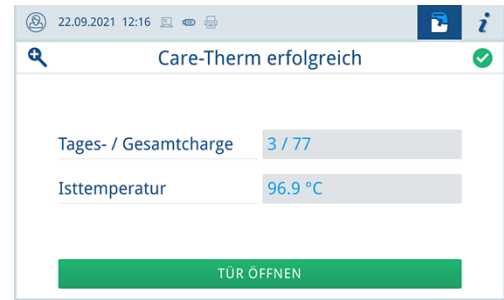 22.09.2021 12:16
Care-Therm erfolgreich
Tages- / Gesamtcharge 3 / 77
Isttemperatur 96.9 °C
TÜR ÖFFNEN